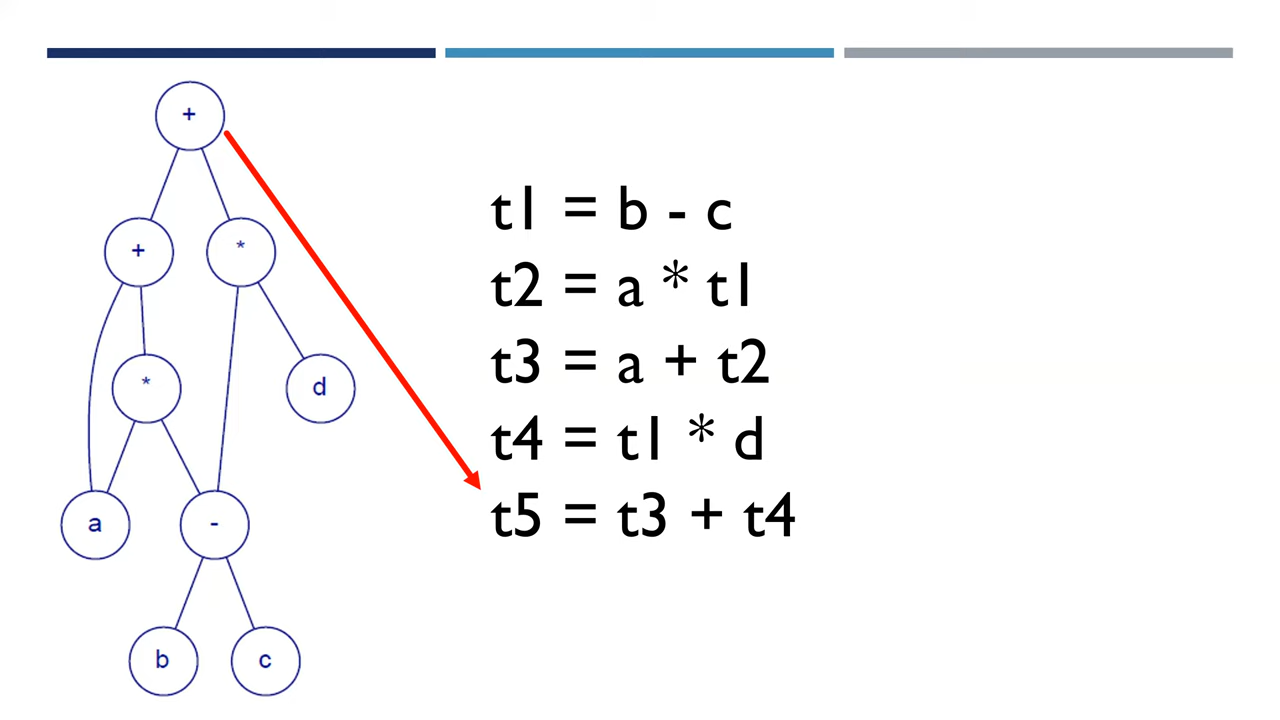 +
+ *
* d
a -
b c
t1 = b - c
t2 = a * t1
t3 = a + t2
t4 = t1 * d
t5 = t3 + t4